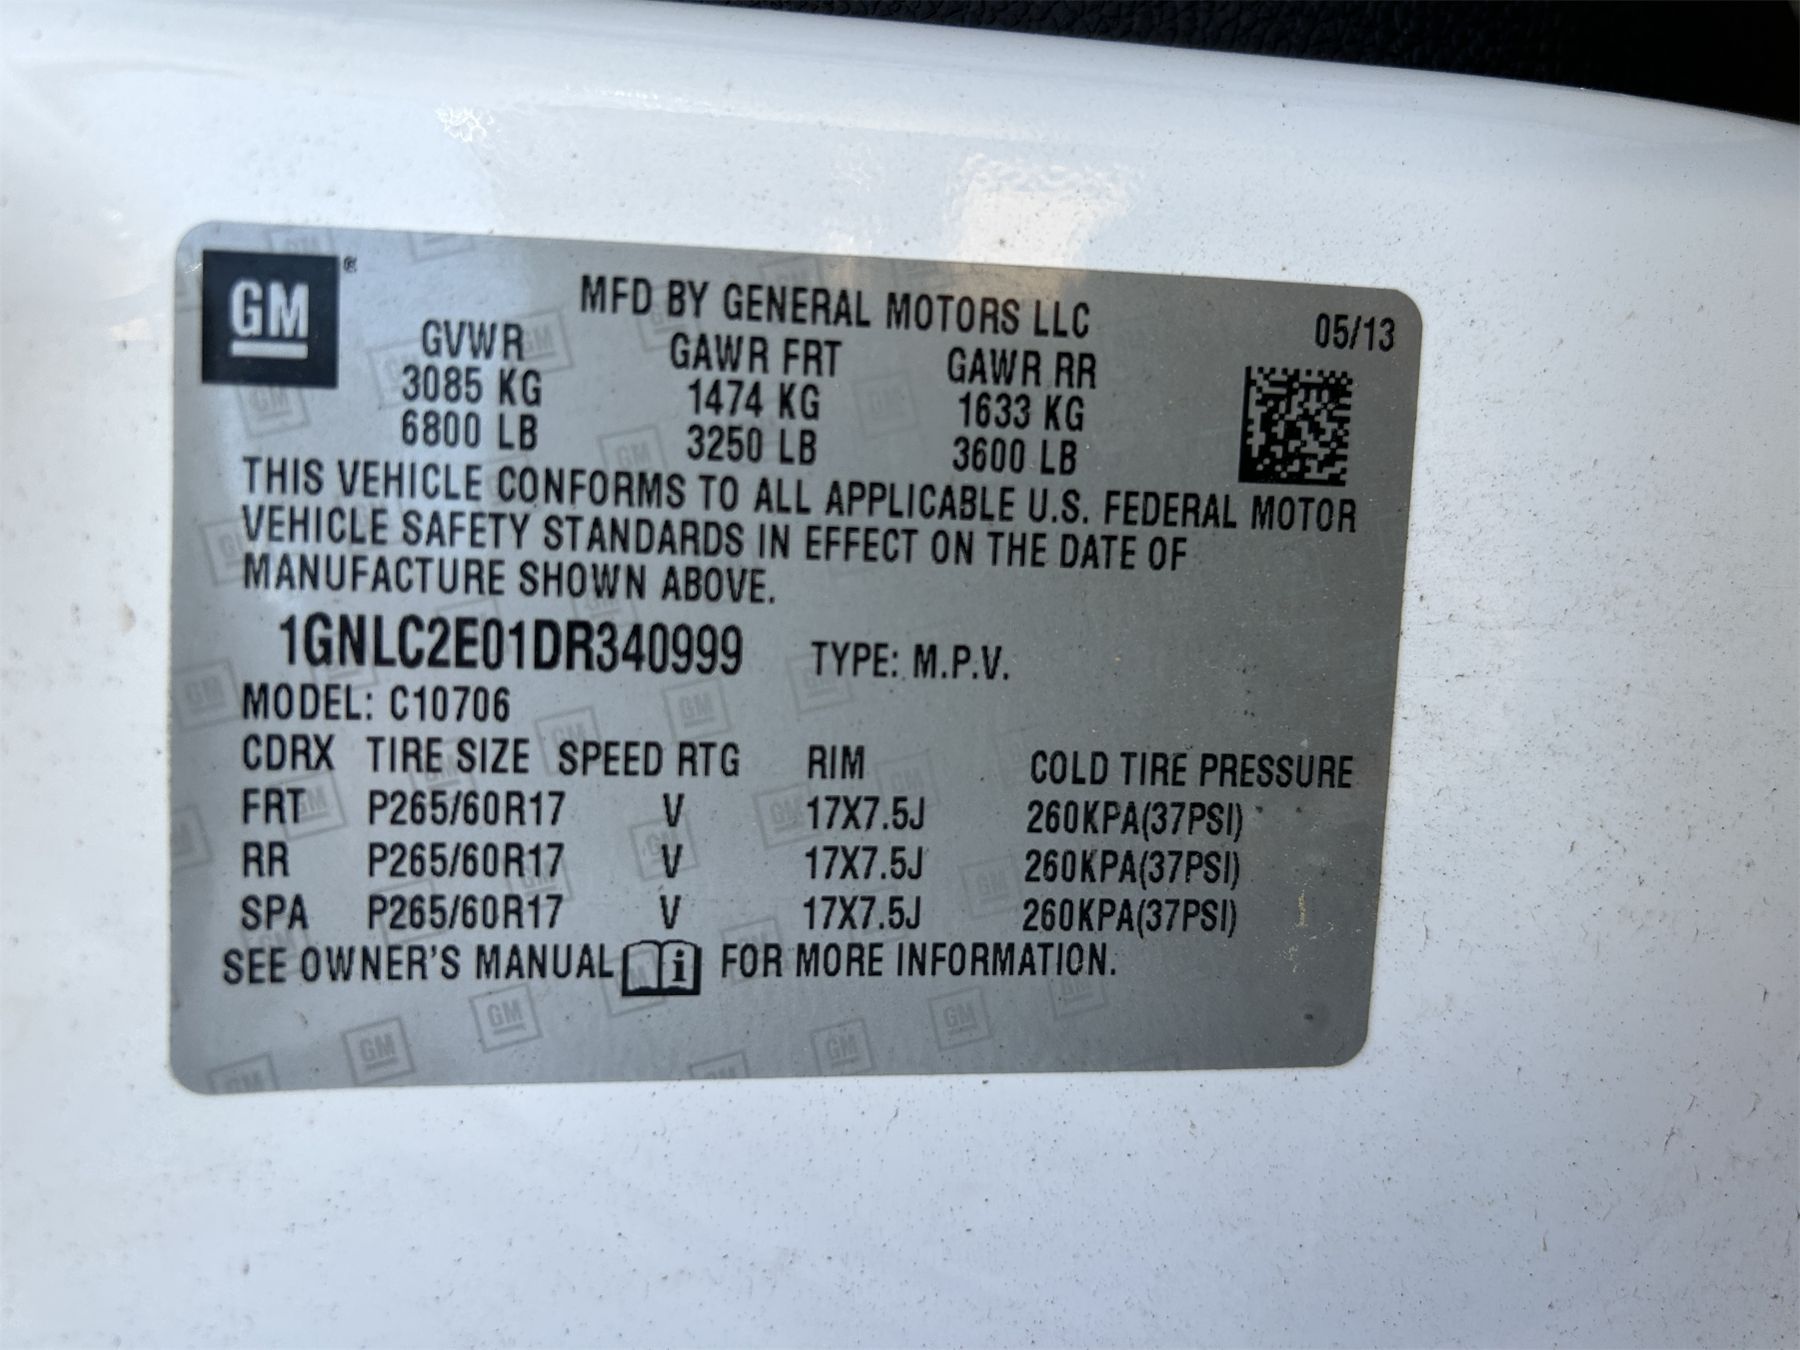 GM ®
MFD BY GENERAL MOTORS LLC 05/13
GVWR GAWR FRT GAWR RR
3085 KG 1474 KG 1633 KG
6800 LB 3250 LB 3600 LB
THIS VEHICLE CONFORMS TO ALL APPLICABLE U.S. FEDERAL MOTOR
VEHICLE SAFETY STANDARDS IN EFFECT ON THE DATE OF
MANUFACTURE SHOWN ABOVE.
1GNLC2E01DR340999 TYPE: M.P.V.
MODEL: C10706
CDRX TIRE SIZE SPEED RTG RIM COLD TIRE PRESSURE
FRT P265/60R17 V 17X7.5J 260KPA(37PSI)
RR P265/60R17 V 17X7.5J 260KPA(37PSI)
SPA P265/60R17 V 17X7.5J 260KPA(37PSI)
SEE OWNER'S MANUAL i FOR MORE INFORMATION.